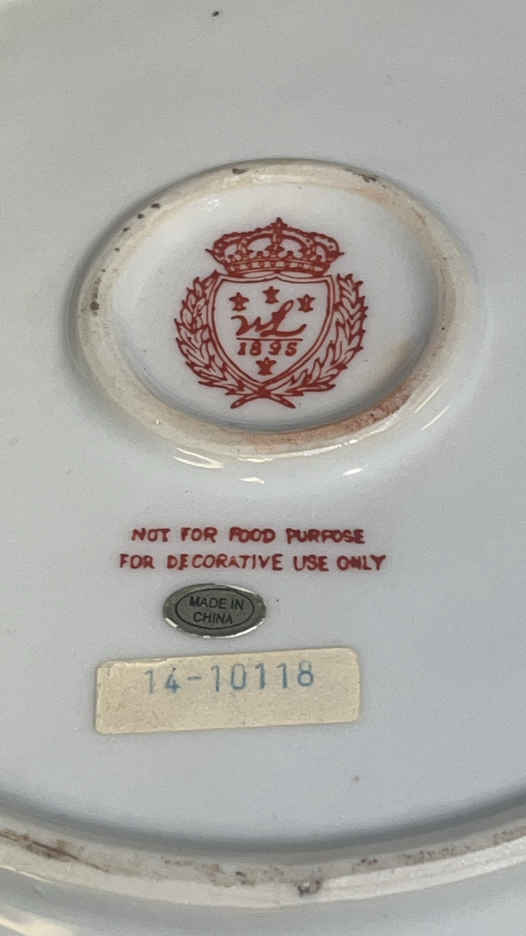 WL
1895
NOT FOR FOOD PURPOSE
FOR DECORATIVE USE ONLY
MADE IN
CHINA
14-10118